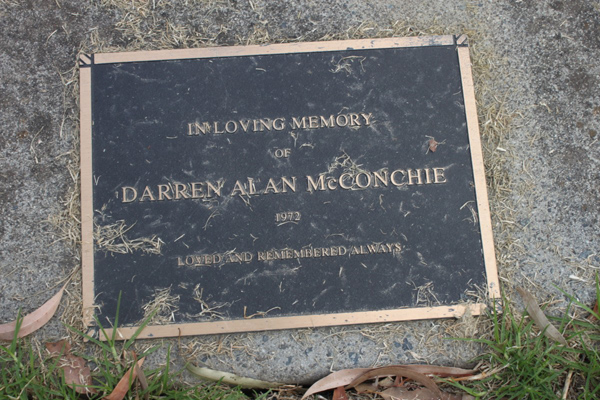 IN LOVING MEMORY
OF
DARREN ALAN McCONCHIE
1972
LOVED AND REMEMBERED ALWAYS